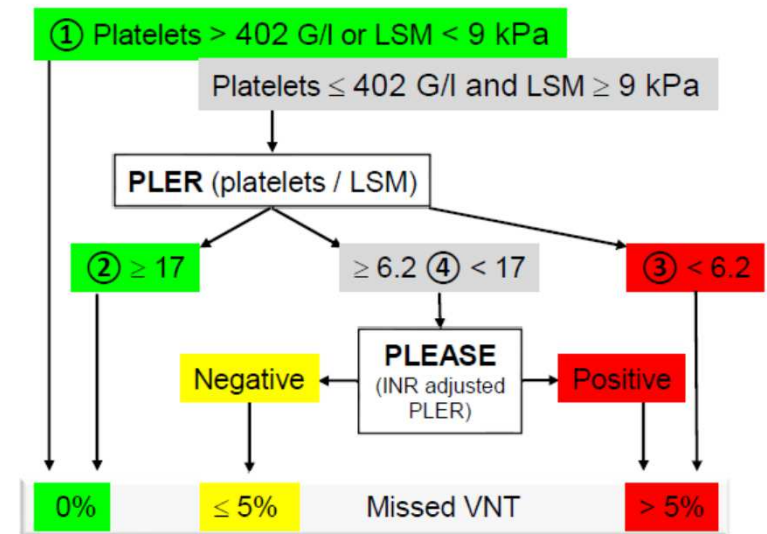 ① Platelets > 402 G/l or LSM < 9 kPa
Platelets ≤ 402 G/l and LSM ≥ 9 kPa
PLER (platelets / LSM)
② ≥ 17
≥ 6.2 ④ < 17
③ < 6.2
PLEASE
(INR adjusted
PLER)
Negative
Positive
0%
≤ 5%
Missed VNT
> 5%